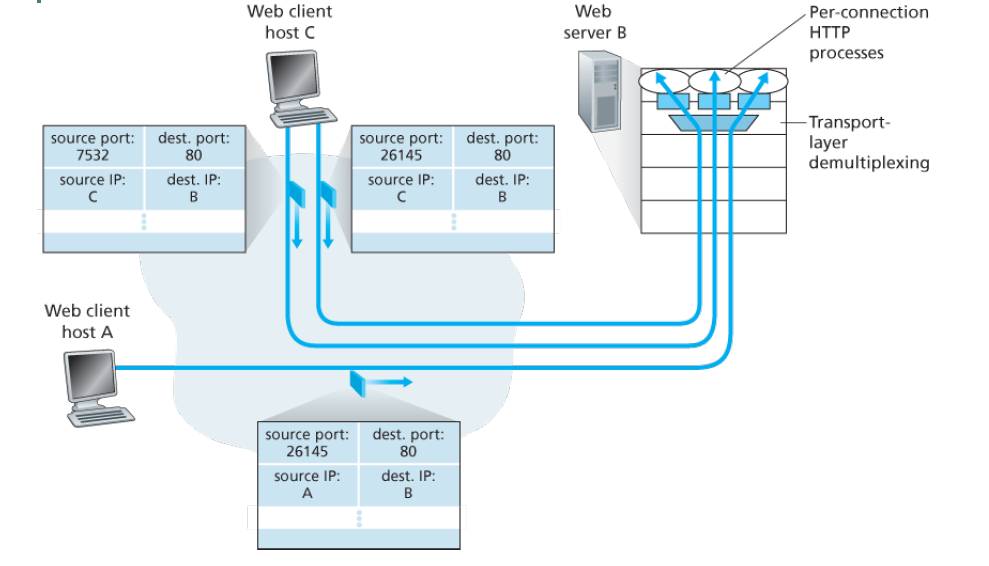 Web client
host C
Web
server B
Per-connection
HTTP
processes
Transport-
layer
demultiplexing
source port:
7532
dest. port:
80
source IP:
C
dest. IP:
B
source port:
26145
dest. port:
80
source IP:
C
dest. IP:
B
Web client
host A
source port:
26145
dest. port:
80
source IP:
A
dest. IP:
B